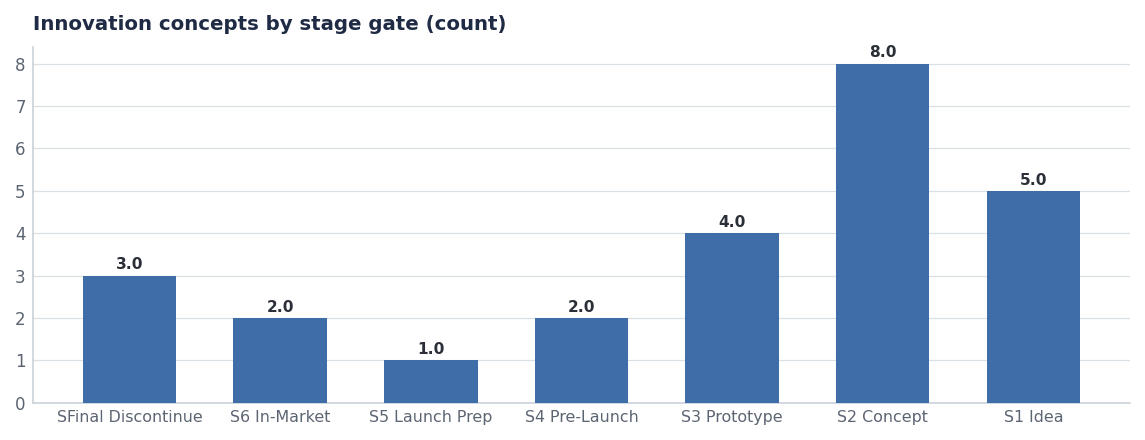 Innovation concepts by stage gate (count)
8
7
6
5
4
3
2
1
0
3.0
2.0
1.0
2.0
4.0
8.0
5.0
SFinal Discontinue
S6 In-Market
S5 Launch Prep
S4 Pre-Launch
S3 Prototype
S2 Concept
S1 Idea